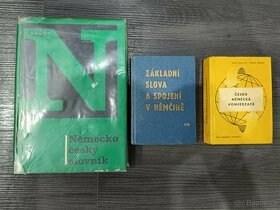 N
Německo
český
slovník
ZÁKLADNÍ
SLOVA
A SPOJENÍ
V NĚMČINĚ
ČESKO
NĚMECKÁ
KONVERZACE